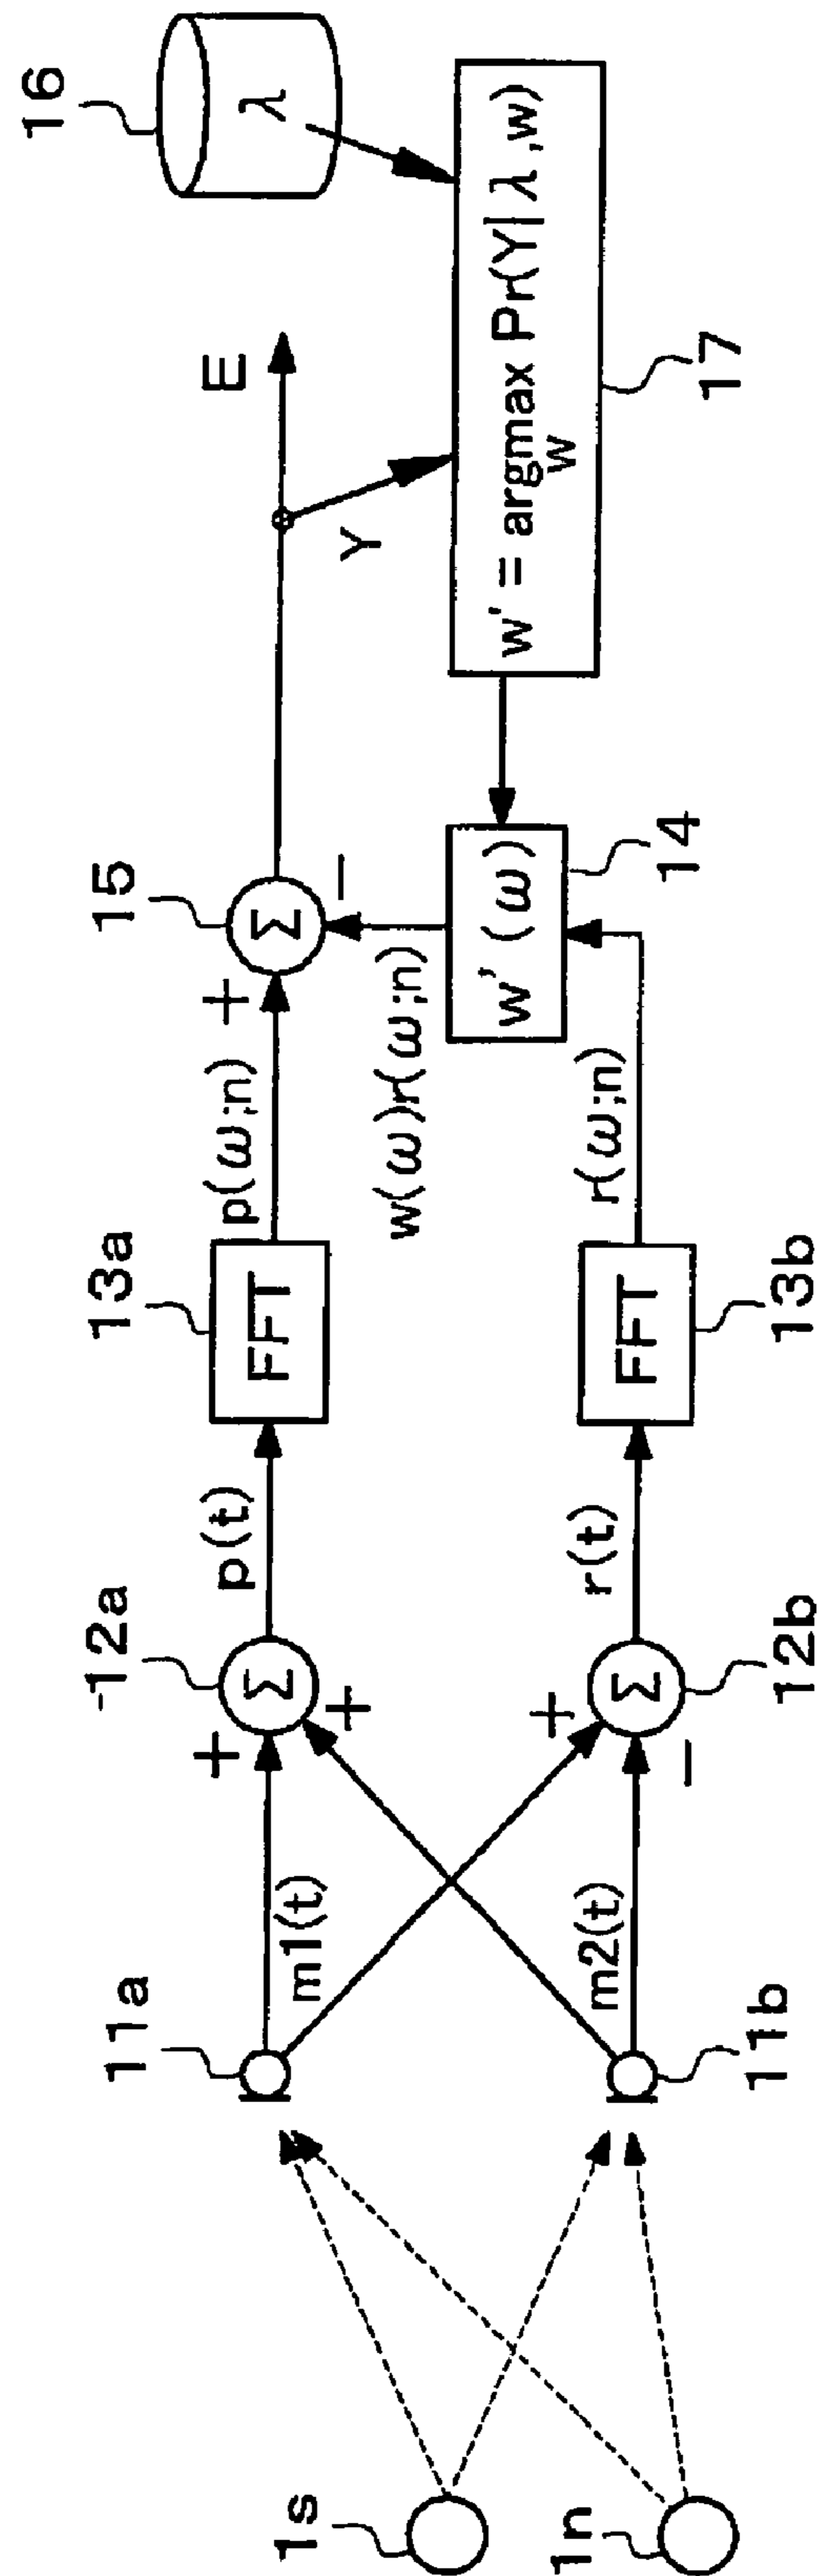 1s
1n
11a
11b
m1(t)
m2(t)
+
+
+
−
12a
Σ
12b
Σ
p(t)
r(t)
13a
FFT
13b
FFT
p(ω;n)
r(ω;n)
+
15
Σ
−
w(ω)r(ω;n)
w'(ω)
14
E
Y
w' = argmax Pr(Y|λ,w)
w
17
16
λ